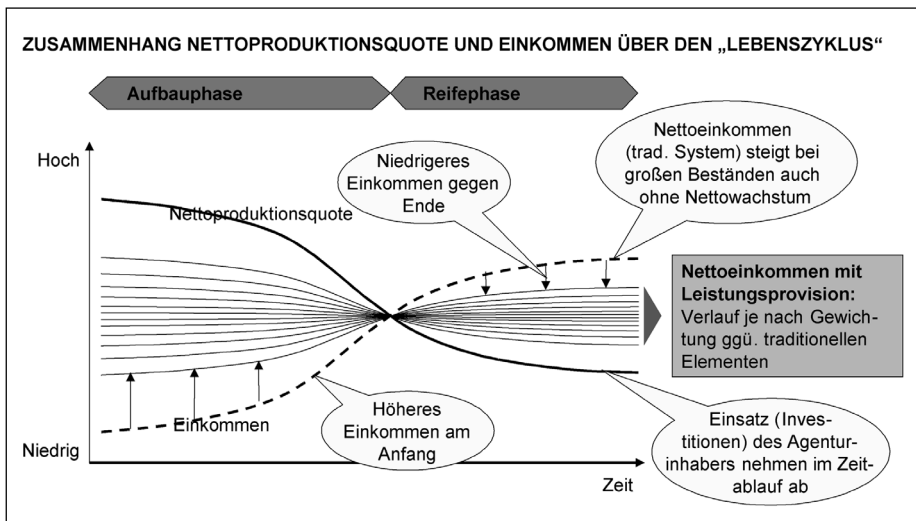 ZUSAMMENHANG NETTOPRODUKTIONSQUOTE UND EINKOMMEN ÜBER DEN „LEBENSZYKLUS“
Aufbauphase
Reifephase
Hoch
Nettoproduktionsquote
Niedrigeres
Einkommen gegen
Ende
Nettoeinkommen
(trad. System) steigt bei
großen Beständen auch
ohne Nettowachstum
Nettoeinkommen mit
Leistungsprovision:
Verlauf je nach Gewich-
tung ggü. traditionellen
Elementen
Einkommen
Höheres
Einkommen am
Anfang
Einsatz (Inves-
titionen) des Agentur-
inhabers nehmen im Zeit-
ablauf ab
Niedrig
Zeit